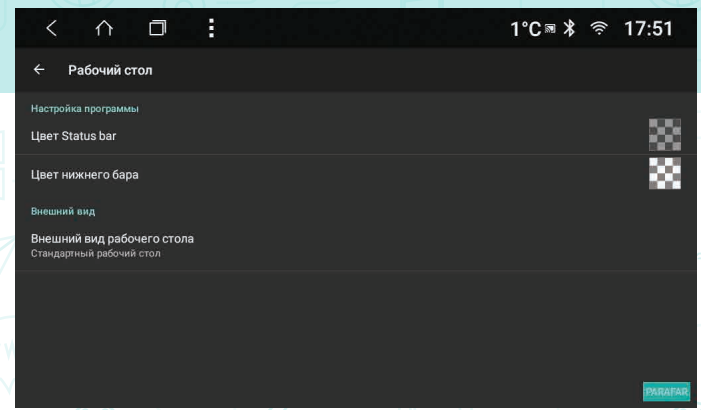 1°C 17:51
Рабочий стол
Настройка программы
Цвет Status bar
Цвет нижнего бара
Внешний вид
Внешний вид рабочего стола
Стандартный рабочий стол
PARAFAR